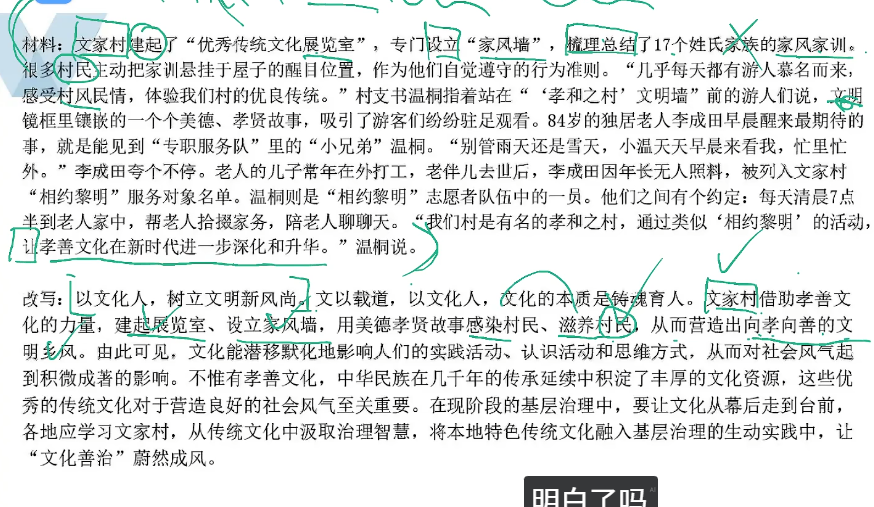 材料：文家村建起了“优秀传统文化展览室”，专门设立“家风墙”，梳理总结了17个姓氏家族的家风家训。
很多村民主动把家训悬挂于屋子的醒目位置，作为他们自觉遵守的行为准则。“几乎每天都有游人慕名而来，
感受村风民情，体验我们村的优良传统。”村支书温桐指着站在“‘孝和之村’文明墙”前的游人们说，文明
镜框里镶嵌的一个个美德、孝贤故事，吸引了游客们纷纷驻足观看。84岁的独居老人李成田早晨醒来最期待的
事，就是能见到“专职服务队”里的“小兄弟”温桐。“别管雨天还是雪天，小温天天早晨来看我，忙里忙
外。”李成田夸个不停。老人的儿子常年在外打工，老伴儿去世后，李成田因年长无人照料，被列入文家村
“相约黎明”服务对象名单。温桐则是“相约黎明”志愿者队伍中的一员。他们之间有个约定：每天清晨7点
半到老人家中，帮老人拾掇家务，陪老人聊聊天。“我们村是有名的孝和之村，通过类似‘相约黎明’的活动，
让孝善文化在新时代进一步深化和升华。”温桐说。
改写：以文化人，树立文明新风尚。文以载道，以文化人，文化的本质是铸魂育人。文家村借助孝善文
化的力量，建起展览室、设立家风墙，用美德孝贤故事感染村民、滋养村民，从而营造出向孝向善的文
明乡风。由此可见，文化能潜移默化地影响人们的实践活动、认识活动和思维方式，从而对社会风气起
到积微成著的影响。不惟有孝善文化，中华民族在几千年的传承延续中积淀了丰厚的文化资源，这些优
秀的传统文化对于营造良好的社会风气至关重要。在现阶段的基层治理中，要让文化从幕后走到台前，
各地应学习文家村，从传统文化中汲取治理智慧，将本地特色传统文化融入基层治理的生动实践中，让
“文化善治”蔚然成风。
明白了吗